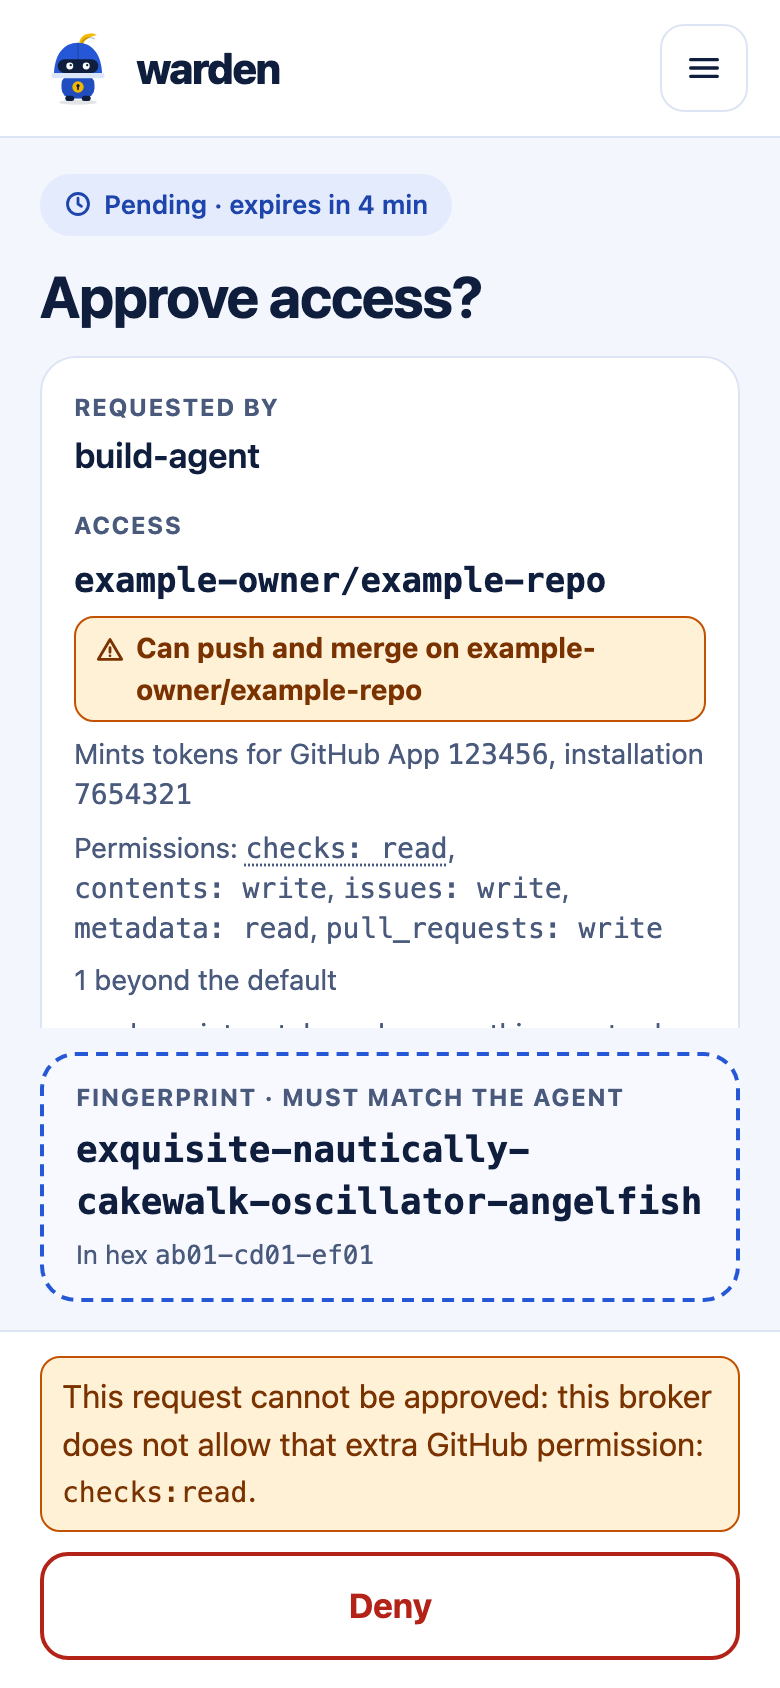 warden
Pending · expires in 4 min
Approve access?
REQUESTED BY
build-agent
ACCESS
example-owner/example-repo
Can push and merge on example-
owner/example-repo
Mints tokens for GitHub App 123456, installation
7654321
Permissions: checks: read,
contents: write, issues: write,
metadata: read, pull_requests: write
1 beyond the default
FINGERPRINT · MUST MATCH THE AGENT
exquisite-nautically-
cakewalk-oscillator-angelfish
In hex ab01-cd01-ef01
This request cannot be approved: this broker
does not allow that extra GitHub permission:
checks:read.
Deny